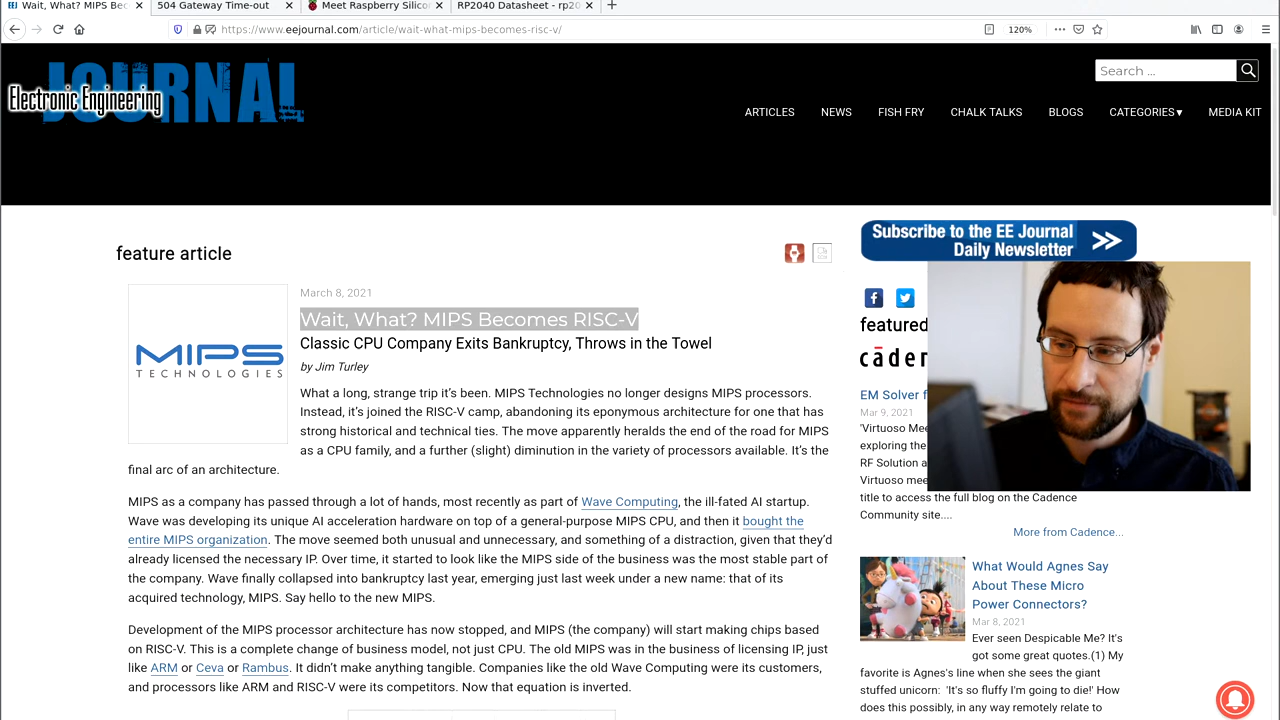 Wait, What? MIPS Bec
504 Gateway Time-out
Meet Raspberry Silicon
RP2040 Datasheet - rp20
https://www.eejournal.com/article/wait-what-mips-becomes-risc-v/
120%
JOURNAL
Electronic Engineering
Search ...
ARTICLES NEWS FISH FRY CHALK TALKS BLOGS CATEGORIES▾ MEDIA KIT
feature article
March 8, 2021
Wait, What? MIPS Becomes RISC-V
Classic CPU Company Exits Bankruptcy, Throws in the Towel
by Jim Turley
MIPS
TECHNOLOGIES
What a long, strange trip it’s been. MIPS Technologies no longer designs MIPS processors.
Instead, it’s joined the RISC-V camp, abandoning its eponymous architecture for one that has
strong historical and technical ties. The move apparently heralds the end of the road for MIPS
as a CPU family, and a further (slight) diminution in the variety of processors available. It’s the
final arc of an architecture.
MIPS as a company has passed through a lot of hands, most recently as part of Wave Computing, the ill-fated AI startup.
Wave was developing its unique AI acceleration hardware on top of a general-purpose MIPS CPU, and then it bought the
entire MIPS organization. The move seemed both unusual and unnecessary, and something of a distraction, given that they’d
already licensed the necessary IP. Over time, it started to look like the MIPS side of the business was the most stable part of
the company. Wave finally collapsed into bankruptcy last year, emerging just last week under a new name: that of its
acquired technology, MIPS. Say hello to the new MIPS.
Development of the MIPS processor architecture has now stopped, and MIPS (the company) will start making chips based
on RISC-V. This is a complete change of business model, not just CPU. The old MIPS was in the business of licensing IP, just
like ARM or Ceva or Rambus. It didn’t make anything tangible. Companies like the old Wave Computing were its customers,
and processors like ARM and RISC-V were its competitors. Now that equation is inverted.
Subscribe to the EE Journal
Daily Newsletter
featured
cāden
EM Solver f
Mar 9, 2021
'Virtuoso Mee
exploring the
RF Solution a
Virtuoso mee
title to access the full blog on the Cadence
Community site....
More from Cadence...
What Would Agnes Say
About These Micro
Power Connectors?
Mar 8, 2021
Ever seen Despicable Me? It's
got some great quotes.(1) My
favorite is Agnes's line when she sees the giant
stuffed unicorn: 'It's so fluffy I'm going to die!' How
does this possibly, in any way remotely relate to